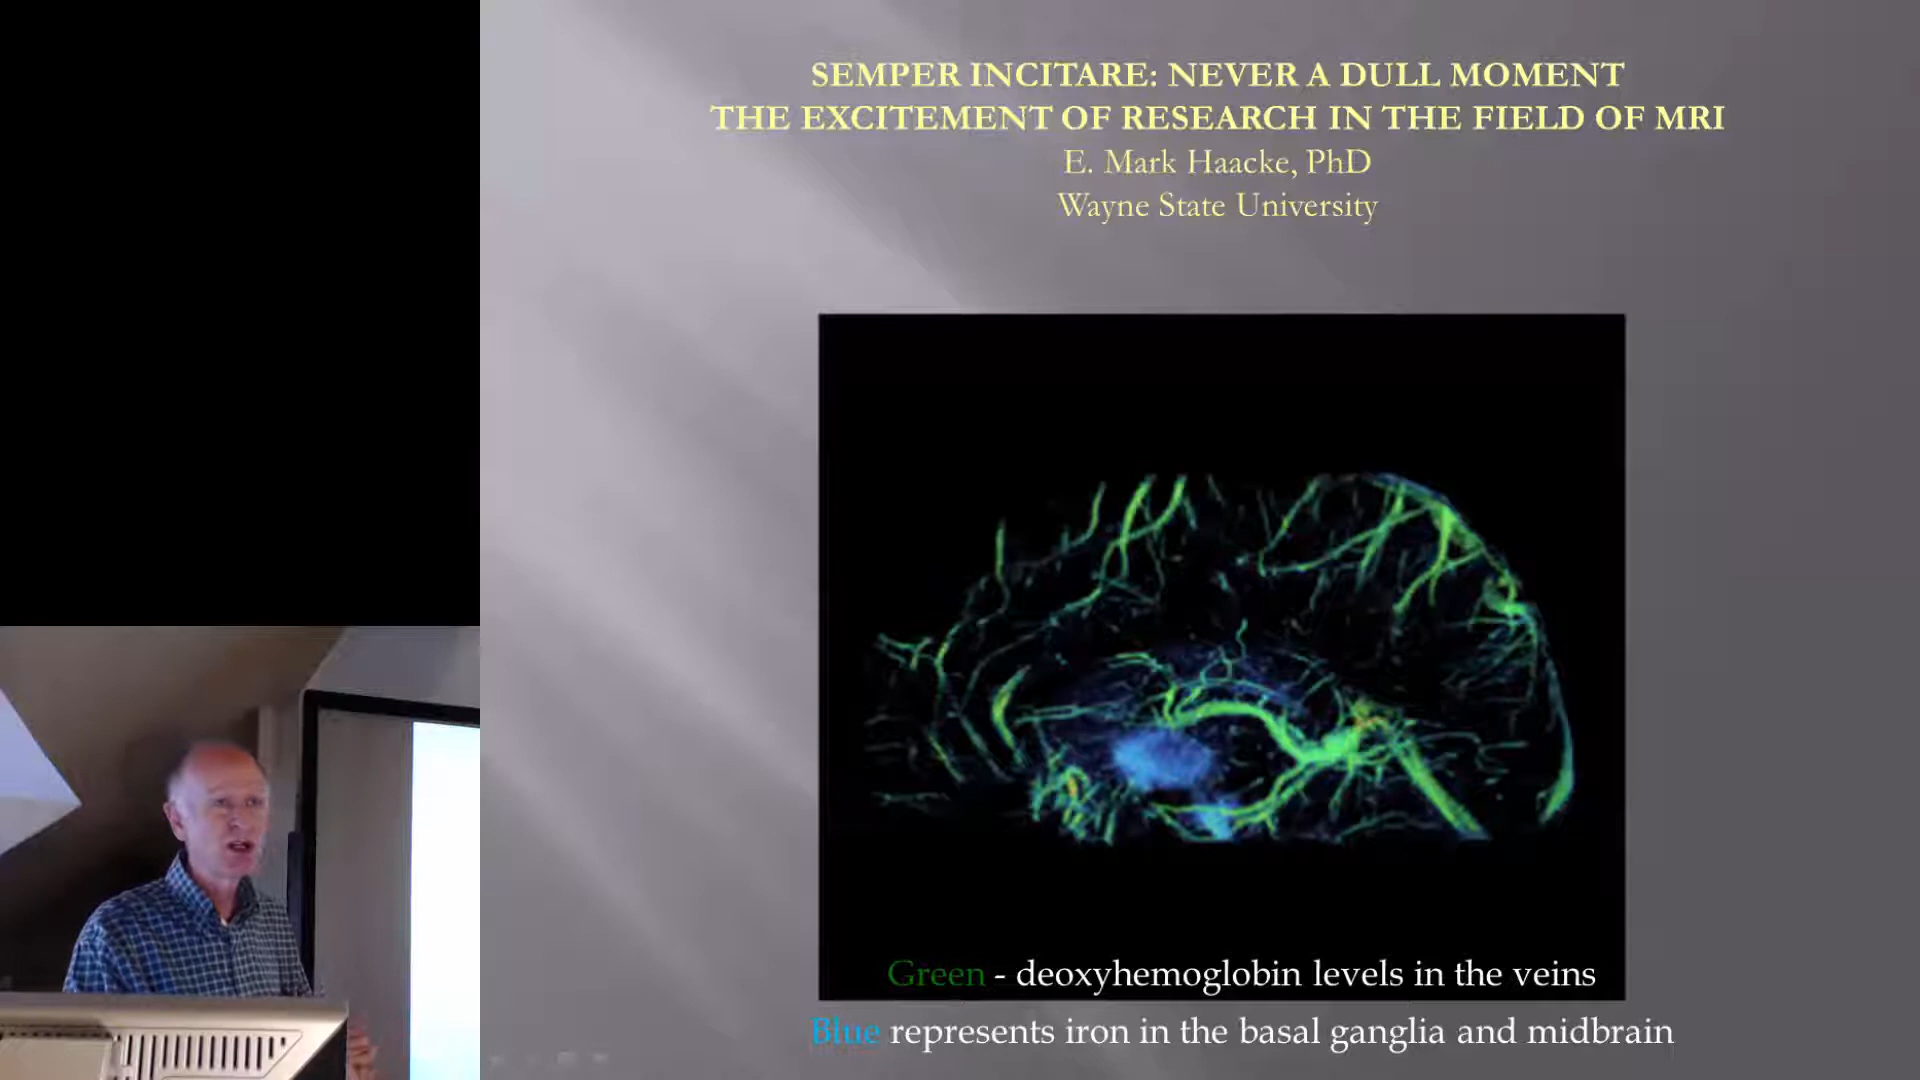 SEMPER INCITARE: NEVER A DULL MOMENT
THE EXCITEMENT OF RESEARCH IN THE FIELD OF MRI
E. Mark Haacke, PhD
Wayne State University
Green - deoxyhemoglobin levels in the veins
Blue represents iron in the basal ganglia and midbrain